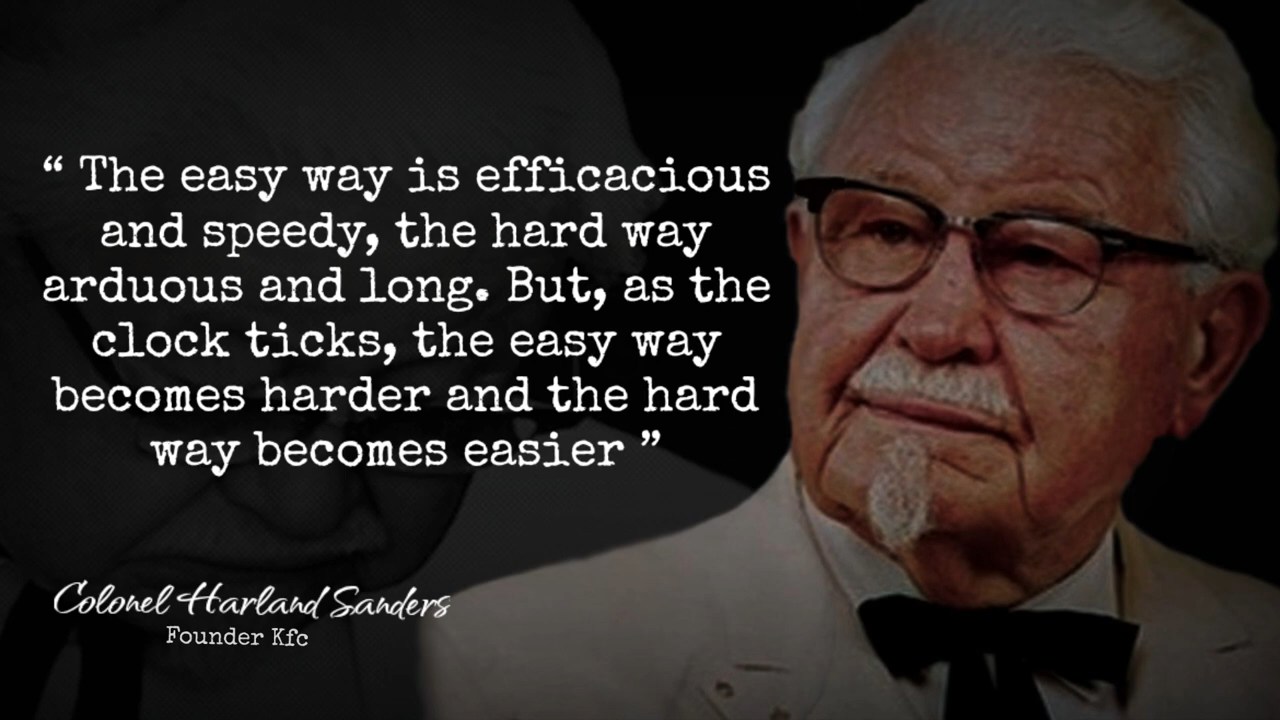 “ The easy way is efficacious
and speedy, the hard way
arduous and long. But, as the
clock ticks, the easy way
becomes harder and the hard
way becomes easier ”
Colonel Harland Sanders
Founder Kfc